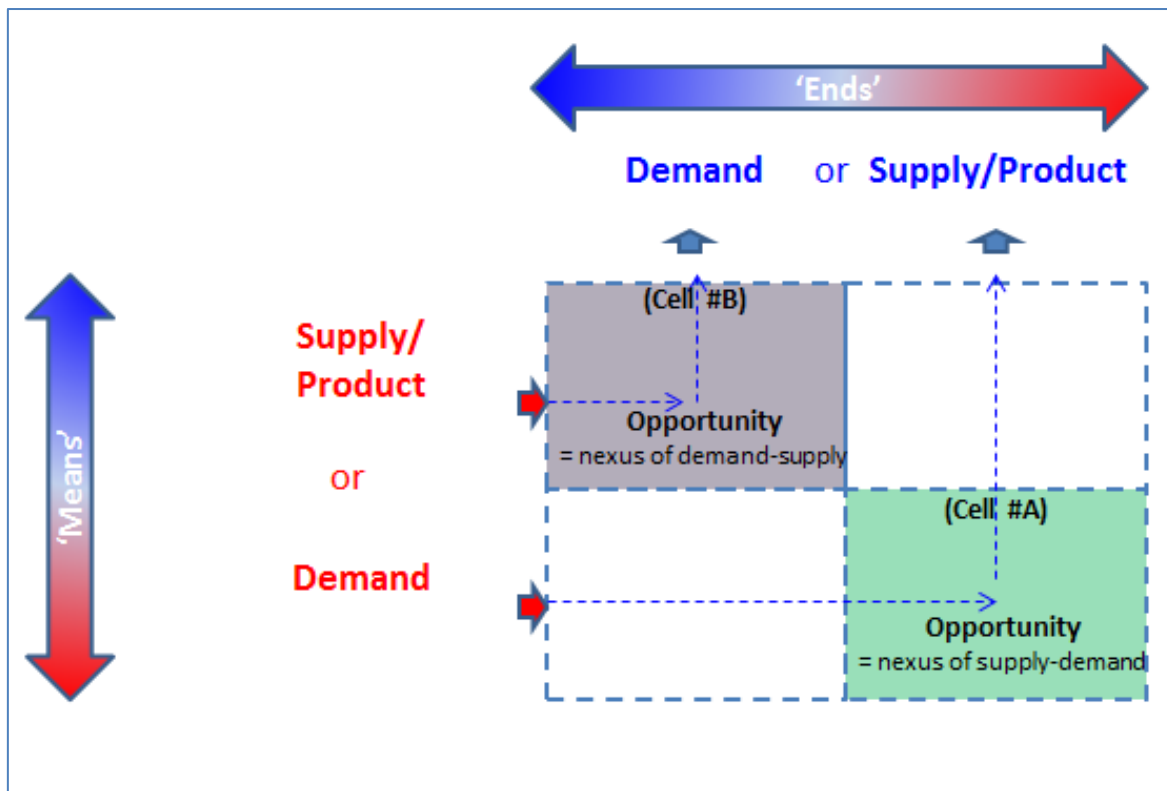 ‘Ends’
Demand or Supply/Product
‘Means’
Supply/
Product
or
Demand
(Cell #B)
Opportunity
= nexus of demand-supply
(Cell #A)
Opportunity
= nexus of supply-demand